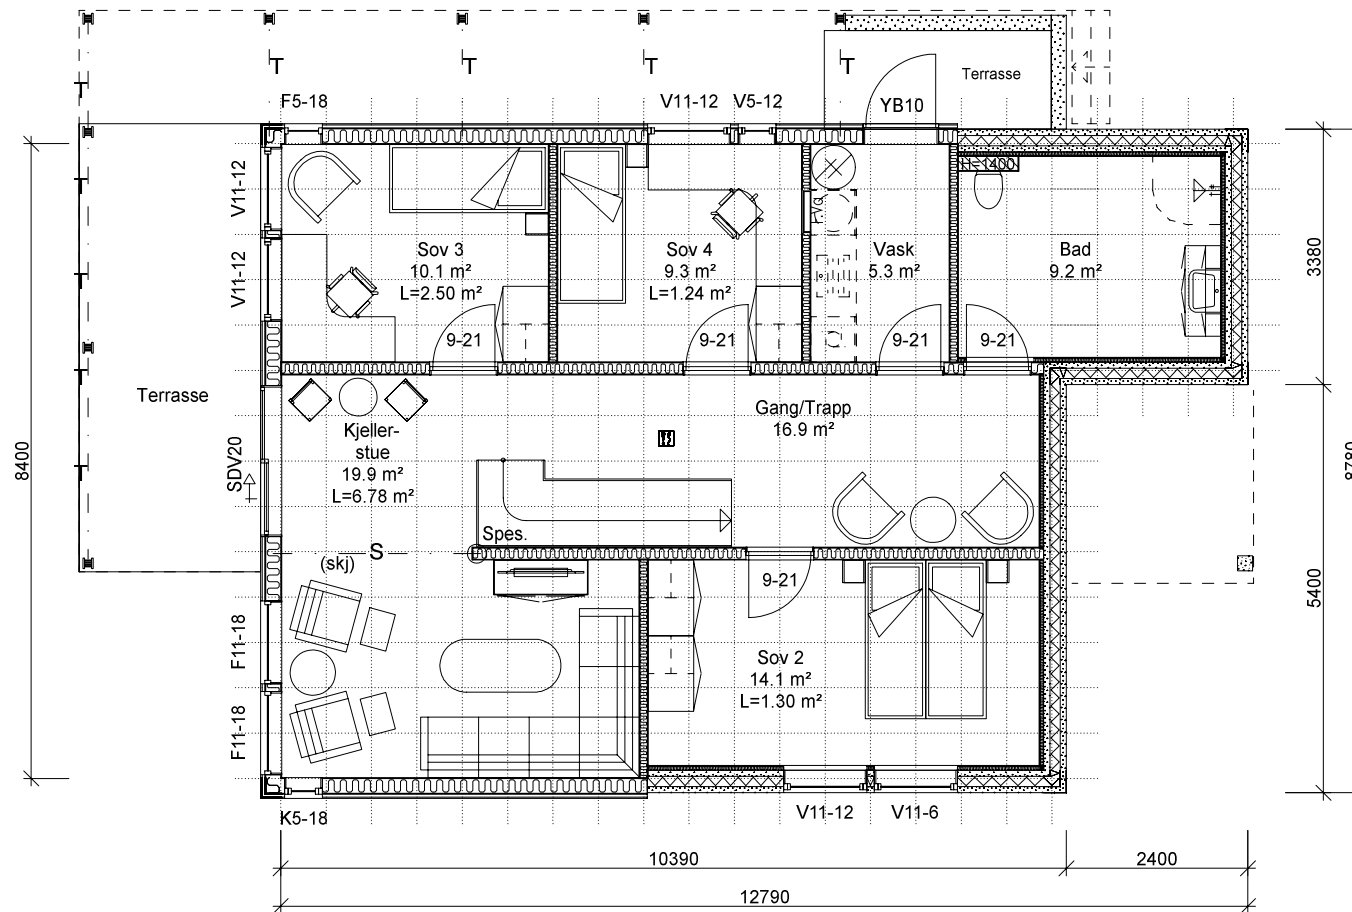 T
T
T
T
Terrasse
F5-18
V11-12
V5-12
YB10
T
T
T
T
T
H=1400
V11-12
V11-12
Sov 3
10.1 m²
L=2.50 m²
Sov 4
9.3 m²
L=1.24 m²
Vask
5.3 m²
Bad
9.2 m²
3380
9-21
9-21
9-21
9-21
Terrasse
Kjeller-
stue
19.9 m²
L=6.78 m²
Gang/Trapp
16.9 m²
8400
SDV20
8780
Spes.
S
(skj)
9-21
5400
F11-18
F11-18
Sov 2
14.1 m²
L=1.30 m²
K5-18
V11-12
V11-6
10390
2400
12790